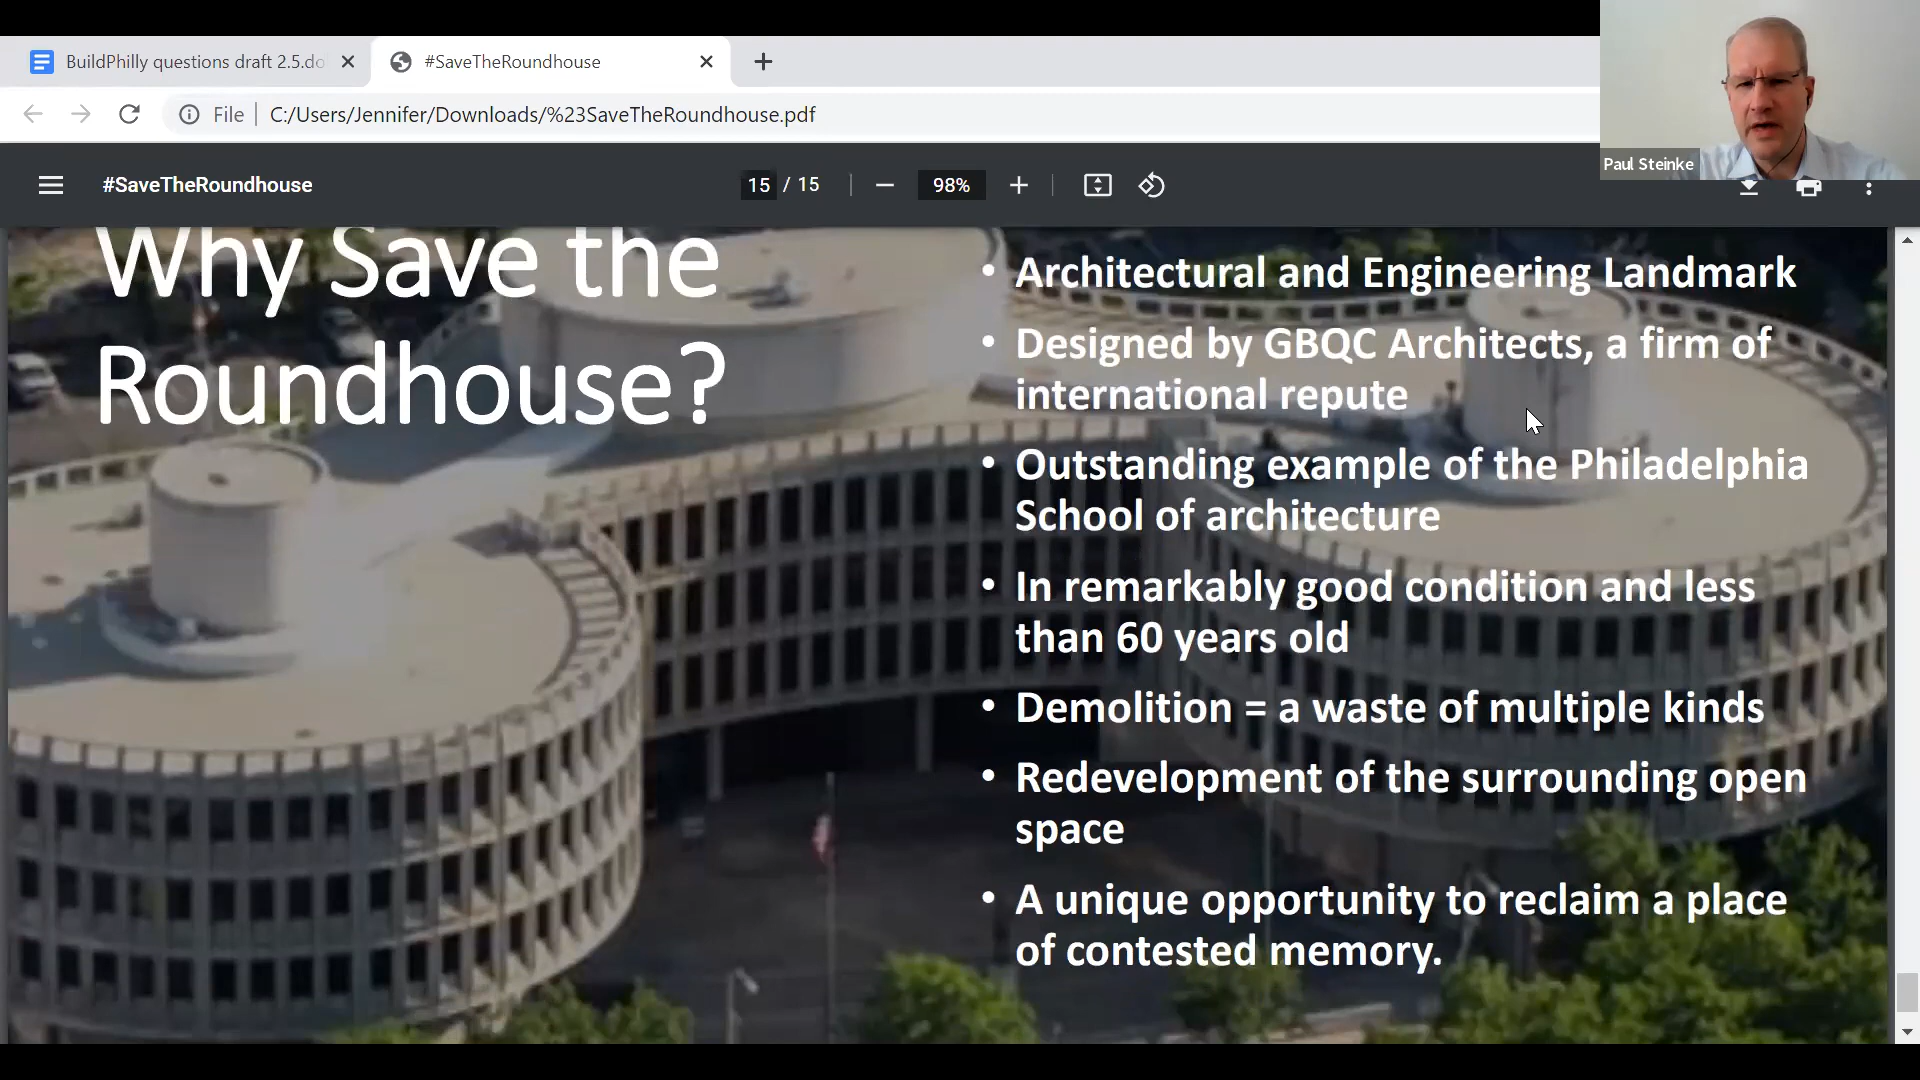 BuildPhilly questions draft 2.5.do
#SaveTheRoundhouse
File
C:/Users/Jennifer/Downloads/%23SaveTheRoundhouse.pdf
Paul Steinke
#SaveTheRoundhouse
15 / 15
98%
Why Save the
Roundhouse?
• Architectural and Engineering Landmark
• Designed by GBQC Architects, a firm of
international repute
• Outstanding example of the Philadelphia
School of architecture
• In remarkably good condition and less
than 60 years old
• Demolition = a waste of multiple kinds
• Redevelopment of the surrounding open
space
• A unique opportunity to reclaim a place
of contested memory.